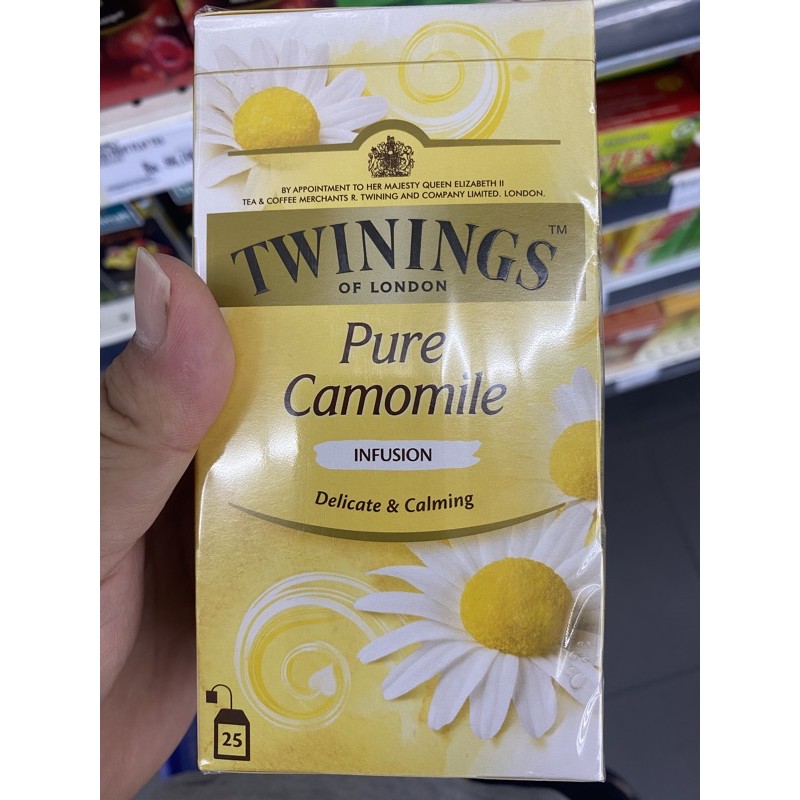 BY APPOINTMENT TO HER MAJESTY QUEEN ELIZABETH II
TEA & COFFEE MERCHANTS R. TWINING AND COMPANY LIMITED. LONDON.
TWININGS™
OF LONDON
Pure
Camomile
INFUSION
Delicate & Calming
25